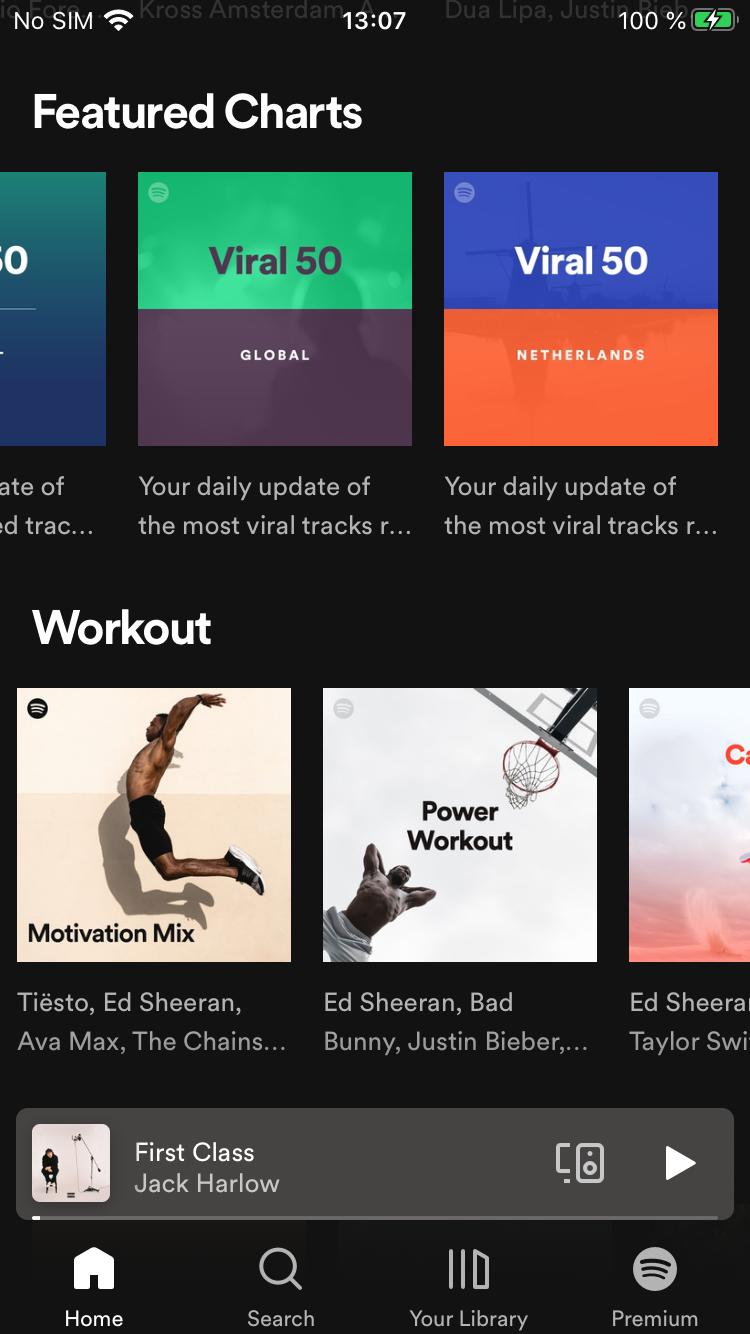 No SIM 13:07 100 %
Kross Amsterdam, A
Dua Lipa, Justin Bieb
Featured Charts
50
Viral 50
GLOBAL
Viral 50
NETHERLANDS
ate of
ed trac...
Your daily update of
the most viral tracks r...
Your daily update of
the most viral tracks r...
Workout
Motivation Mix
Power
Workout
Ca
Tiësto, Ed Sheeran,
Ava Max, The Chains...
Ed Sheeran, Bad
Bunny, Justin Bieber,...
Ed Sheera
Taylor Swi
First Class
Jack Harlow
Home
Search
Your Library
Premium